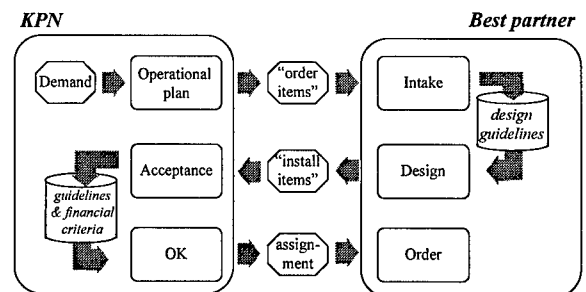 KPN
Best partner
Demand
Operational
plan
"order
items"
Intake
design
guidelines
Acceptance
"install
items"
Design
guidelines
& financial
criteria
OK
assign-
ment
Order